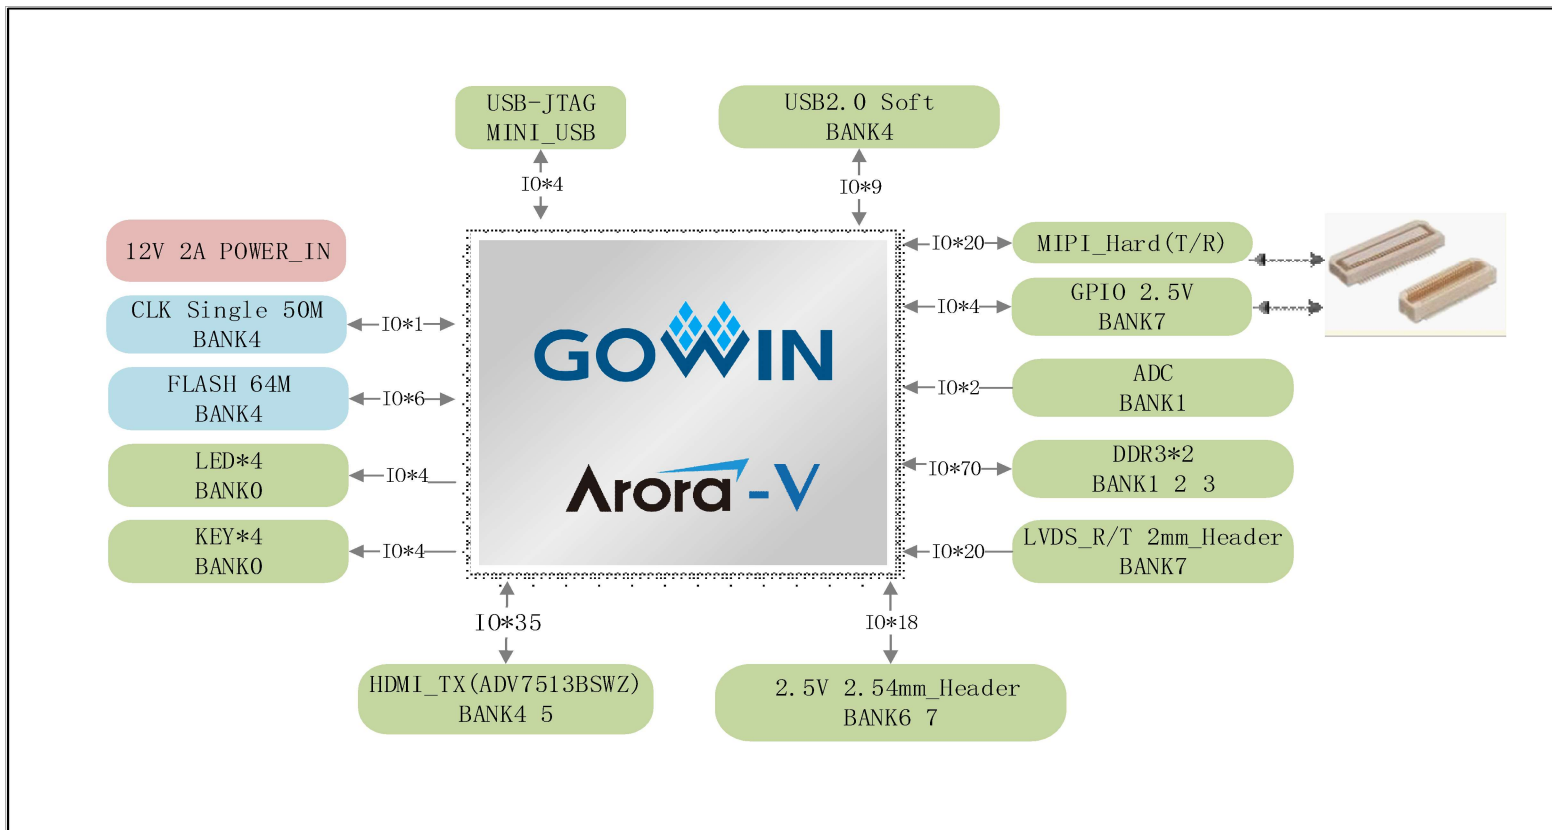 USB-JTAG
MINI_USB
USB2.0 Soft
BANK4
IO*4
IO*9
12V 2A POWER_IN
CLK Single 50M
BANK4
IO*1
FLASH 64M
BANK4
IO*6
LED*4
BANK0
IO*4
KEY*4
BANK0
IO*4
GOWIN
Arora-V
IO*20
MIPI_Hard(T/R)
IO*4
GPIO 2.5V
BANK7
IO*2
ADC
BANK1
IO*70
DDR3*2
BANK1 2 3
IO*20
LVDS_R/T 2mm_Header
BANK7
IO*35
IO*18
HDMI_TX(ADV7513BSWZ)
BANK4 5
2.5V 2.54mm_Header
BANK6 7